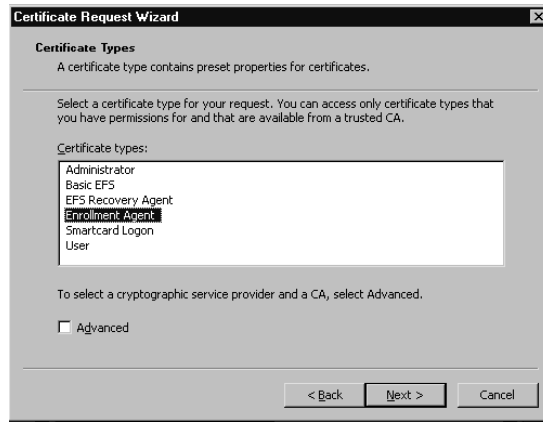 Certificate Request Wizard
Certificate Types
A certificate type contains preset properties for certificates.
Select a certificate type for your request. You can access only certificate types that
you have permissions for and that are available from a trusted CA.
Certificate types:
Administrator
Basic EFS
EFS Recovery Agent
Enrollment Agent
Smartcard Logon
User
To select a cryptographic service provider and a CA, select Advanced.
Advanced
< Back Next > Cancel